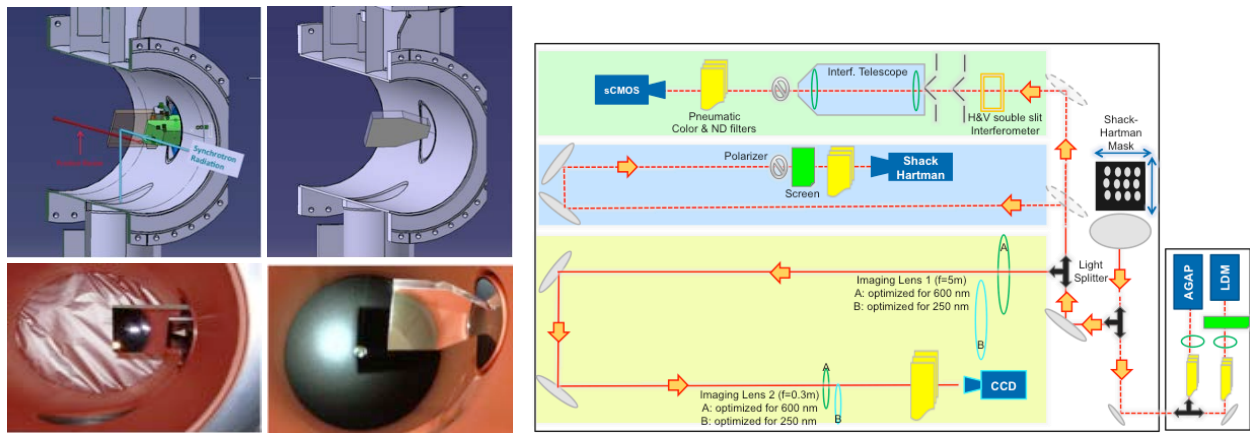 Synchrotron
Radiation
sCMOS
Interf. Telescope
Pneumatic
Color & ND filters
H&V souble slit
Interferometer
Shack-
Hartman
Mask
Polarizer
Screen
Shack
Hartman
Light
Splitter
A
Imaging Lens 1 (f=5m)
A: optimized for 600 nm
B: optimized for 250 nm
B
A
Imaging Lens 2 (f=0.3m)
A: optimized for 600 nm
B: optimized for 250 nm
B
CCD
AGAP
LDM